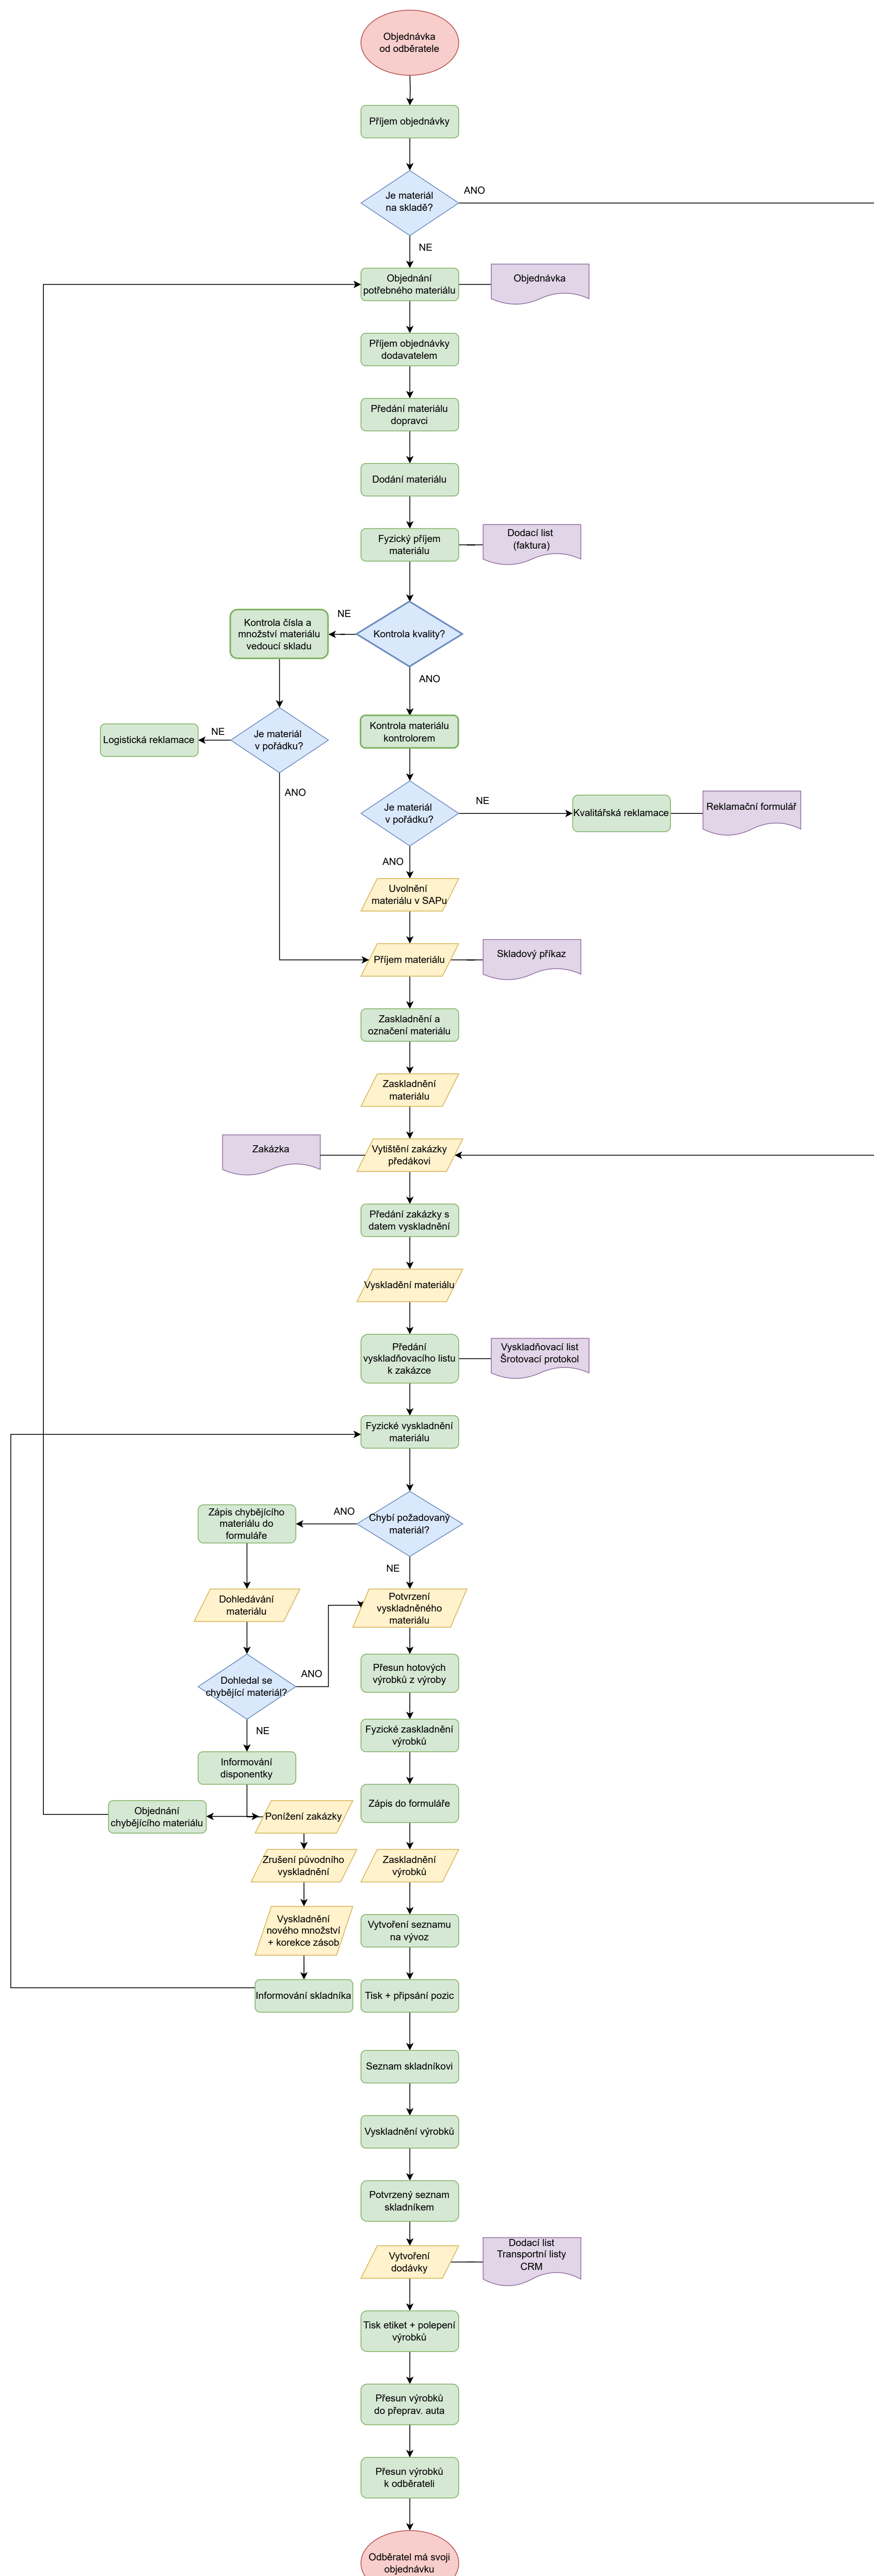 Objednávka
od odběratele
Příjem objednávky
Je materiál
na skladě?
ANO
NE
Objednání
potřebného materiálu
Objednávka
Příjem objednávky
dodavatelem
Předání materiálu
dopravci
Dodání materiálu
Fyzický příjem
materiálu
Dodací list
(faktura)
Kontrola kvality?
NE
Kontrola čísla a
množství materiálu
vedoucí skladu
ANO
Kontrola materiálu
kontrolorem
Je materiál
v pořádku?
NE
Logistická reklamace
ANO
Je materiál
v pořádku?
NE
Kvalitářská reklamace
Reklamační formulář
ANO
Uvolnění
materiálu v SAPu
Příjem materiálu
Skladový příkaz
Zaskladnění a
označení materiálu
Zaskladnění
materiálu
Zakázka
Vytištění zakázky
předákovi
Předání zakázky s
datem vyskladnění
Vyskladění materiálu
Předání
vyskladňovacího listu
k zakázce
Vyskladňovací list
Šrotovací protokol
Fyzické vyskladnění
materiálu
Chybí požadovaný
materiál?
ANO
Zápis chybějícího
materiálu do
formuláře
NE
Dohledávání
materiálu
Potvrzení
vyskladněného
materiálu
Dohledal se
chybějící materiál?
ANO
Přesun hotových
výrobků z výroby
NE
Fyzické zaskladnění
výrobků
Informování
disponentky
Objednání
chybějícího materiálu
Ponížení zakázky
Zápis do formuláře
Zrušení původního
vyskladnění
Zaskladnění
výrobků
Vyskladnění
nového množství
+ korekce zásob
Vytvoření seznamu
na vývoz
Informování skladníka
Tisk + připsání pozic
Seznam skladníkovi
Vyskladnění výrobků
Potvrzený seznam
skladníkem
Vytvoření
dodávky
Dodací list
Transportní listy
CRM
Tisk etiket + polepení
výrobků
Přesun výrobků
do přeprav. auta
Přesun výrobků
k odběrateli
Odběratel má svoji
objednávku